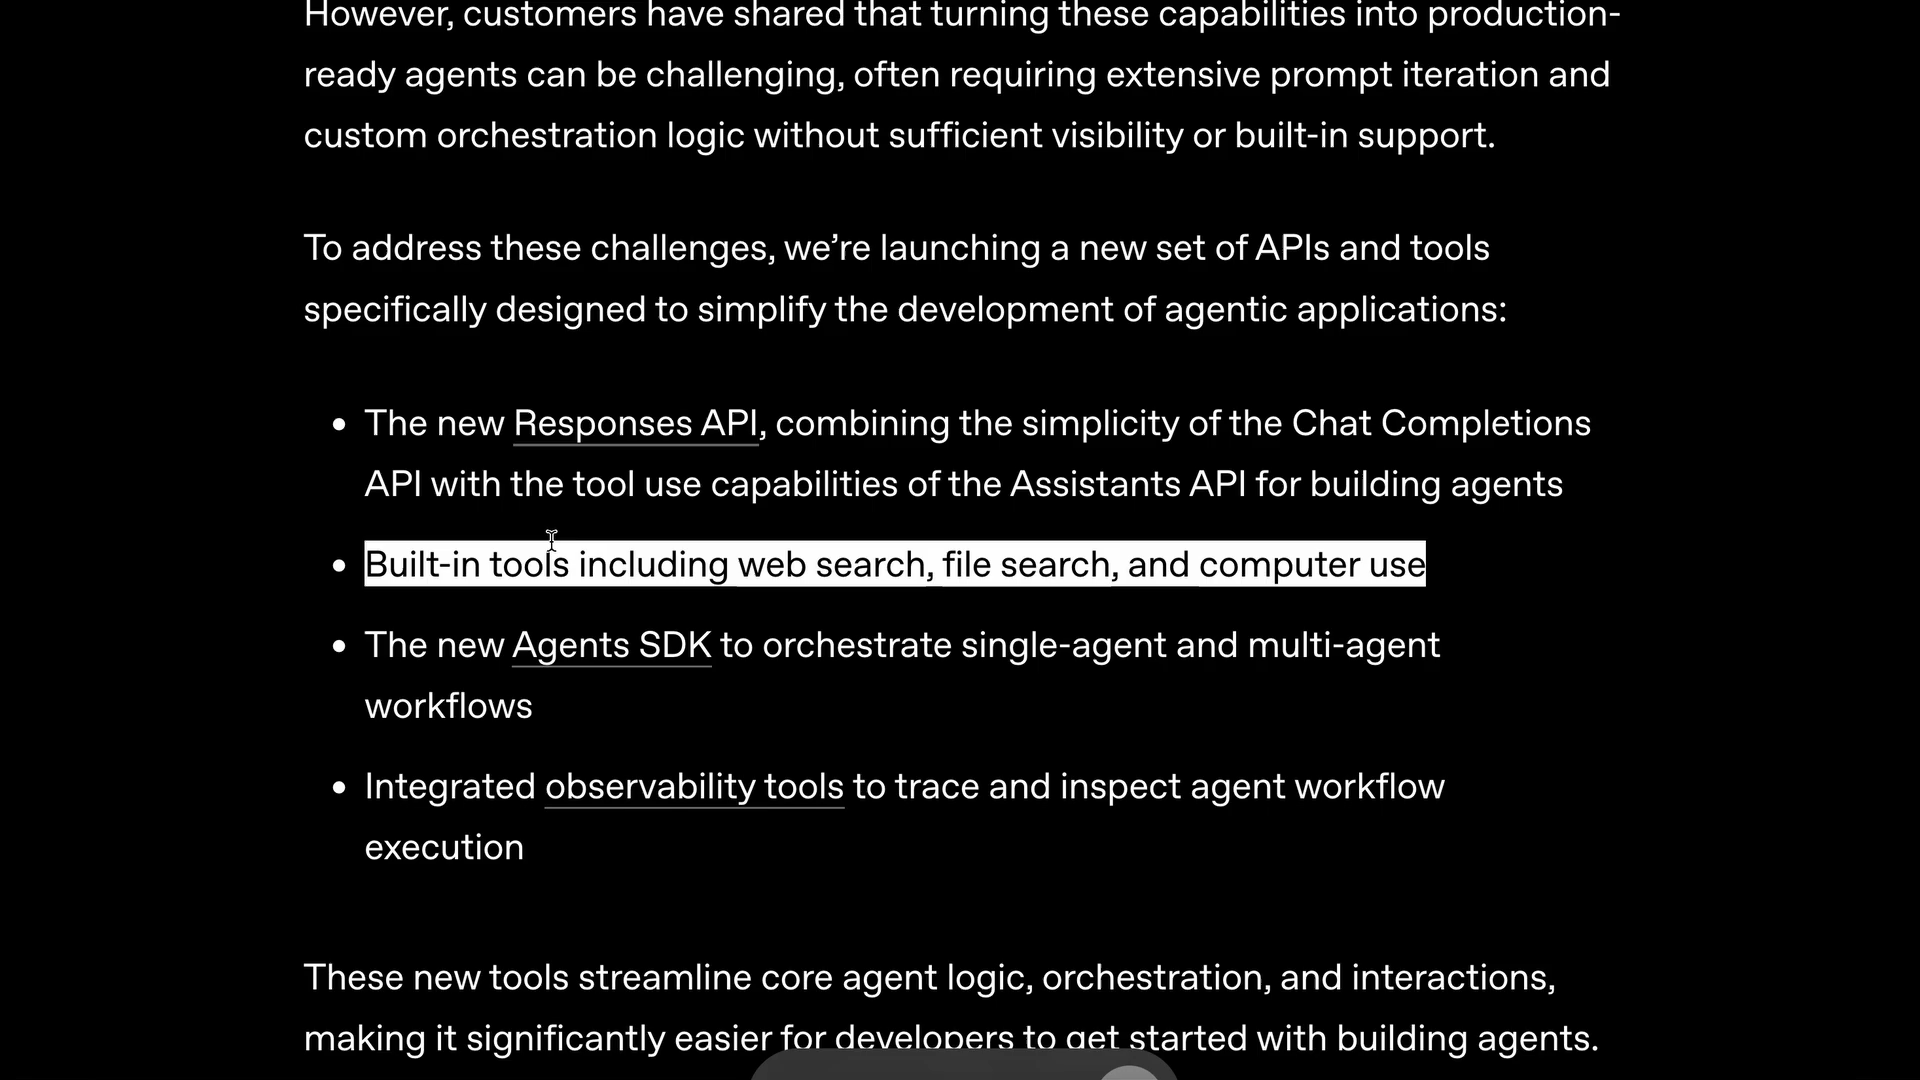 However, customers have shared that turning these capabilities into production-
ready agents can be challenging, often requiring extensive prompt iteration and
custom orchestration logic without sufficient visibility or built-in support.
To address these challenges, we’re launching a new set of APIs and tools
specifically designed to simplify the development of agentic applications:
• The new Responses API, combining the simplicity of the Chat Completions
API with the tool use capabilities of the Assistants API for building agents
• Built-in tools including web search, file search, and computer use
• The new Agents SDK to orchestrate single-agent and multi-agent
workflows
• Integrated observability tools to trace and inspect agent workflow
execution
These new tools streamline core agent logic, orchestration, and interactions,
making it significantly easier for developers to get started with building agents.